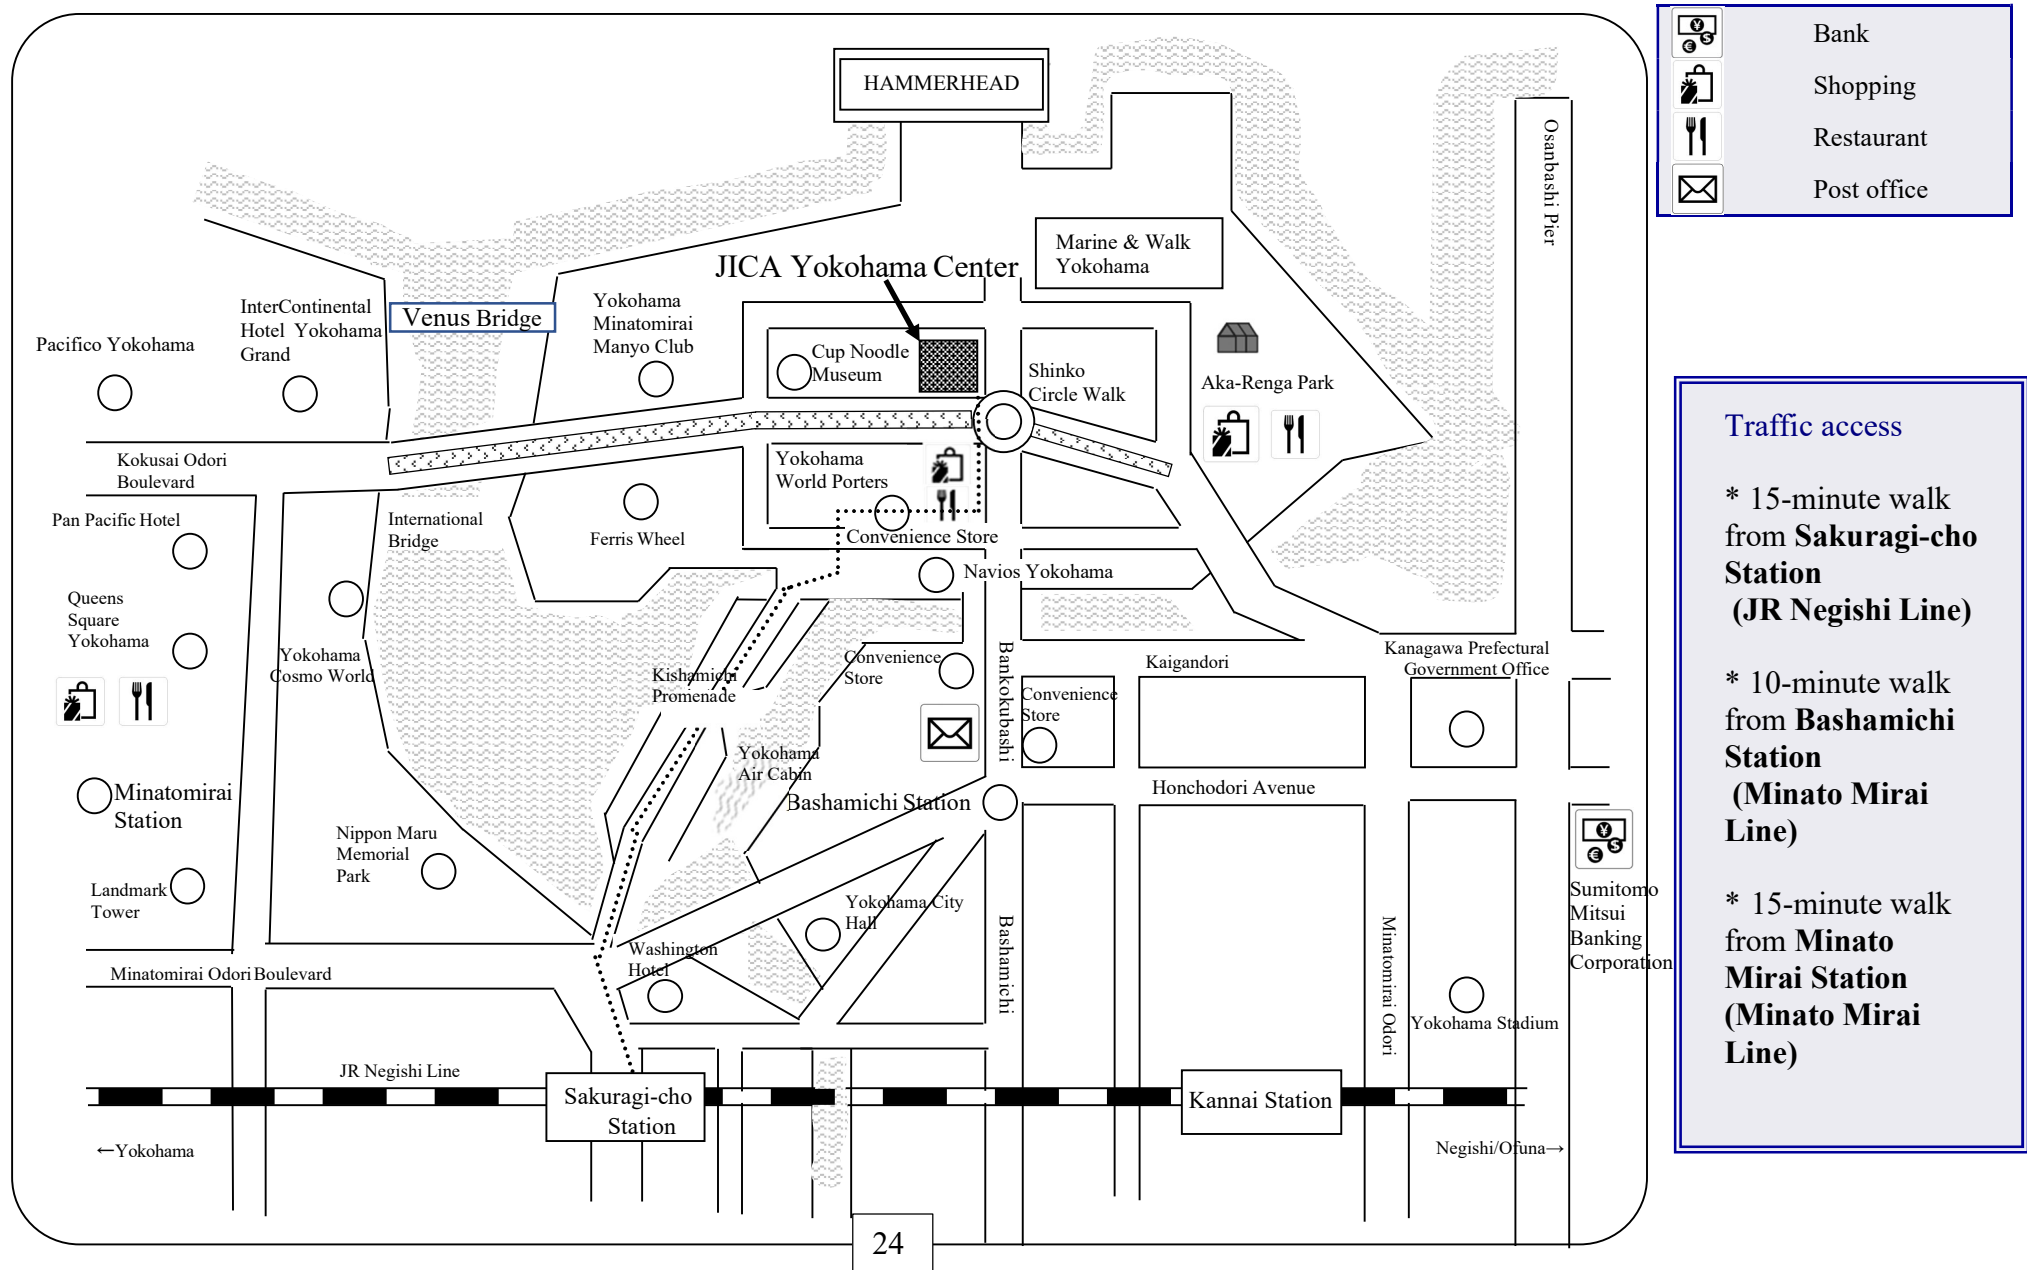 HAMMERHEAD
Bank
Shopping
Restaurant
Post office
Osanbashi Pier
Marine & Walk
Yokohama
JICA Yokohama Center
InterContinental
Hotel Yokohama
Grand
Venus Bridge
Yokohama
Minatomirai
Manyo Club
Pacifico Yokohama
Cup Noodle
Museum
Shinko
Circle Walk
Aka-Renga Park
Kokusai Odori
Boulevard
Yokohama
World Porters
Pan Pacific Hotel
International
Bridge
Ferris Wheel
Convenience Store
Navios Yokohama
Queens
Square
Yokohama
Yokohama
Cosmo World
Kishamichi
Promenade
Convenience
Store
Bankokubashi
Kaigandori
Kanagawa Prefectural
Government Office
Convenience
Store
Yokohama
Air Cabin
Minatomirai
Station
Bashamichi Station
Honchodori Avenue
Nippon Maru
Memorial
Park
Landmark
Tower
Yokohama City
Hall
Sumitomo
Mitsui
Banking
Corporation
Washington
Hotel
Bashamichi
Minatomirai Odori
Minatomirai Odori Boulevard
Yokohama Stadium
JR Negishi Line
Sakuragi-cho
Station
Kannai Station
←Yokohama
Negishi/Ofuna→
Traffic access
* 15-minute walk
from Sakuragi-cho
Station
(JR Negishi Line)
* 10-minute walk
from Bashamichi
Station
(Minato Mirai
Line)
* 15-minute walk
from Minato
Mirai Station
(Minato Mirai
Line)
24